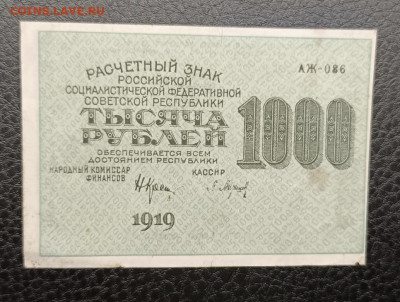 COINS.LAVE.RU
РАСЧЕТНЫЙ ЗНАК
РОССИЙСКОЙ
СОЦИАЛИСТИЧЕСКОЙ ФЕДЕРАТИВНОЙ
СОВЕТСКОЙ РЕСПУБЛИКИ
ТЫСЯЧА
РУБЛЕЙ
ОБЕСПЕЧИВАЕТСЯ ВСЕМ
ДОСТОЯНИЕМ РЕСПУБЛИКИ
НАРОДНЫЙ КОМИССАР
ФИНАНСОВ
КАССИР
1919
АЖ-086
1000